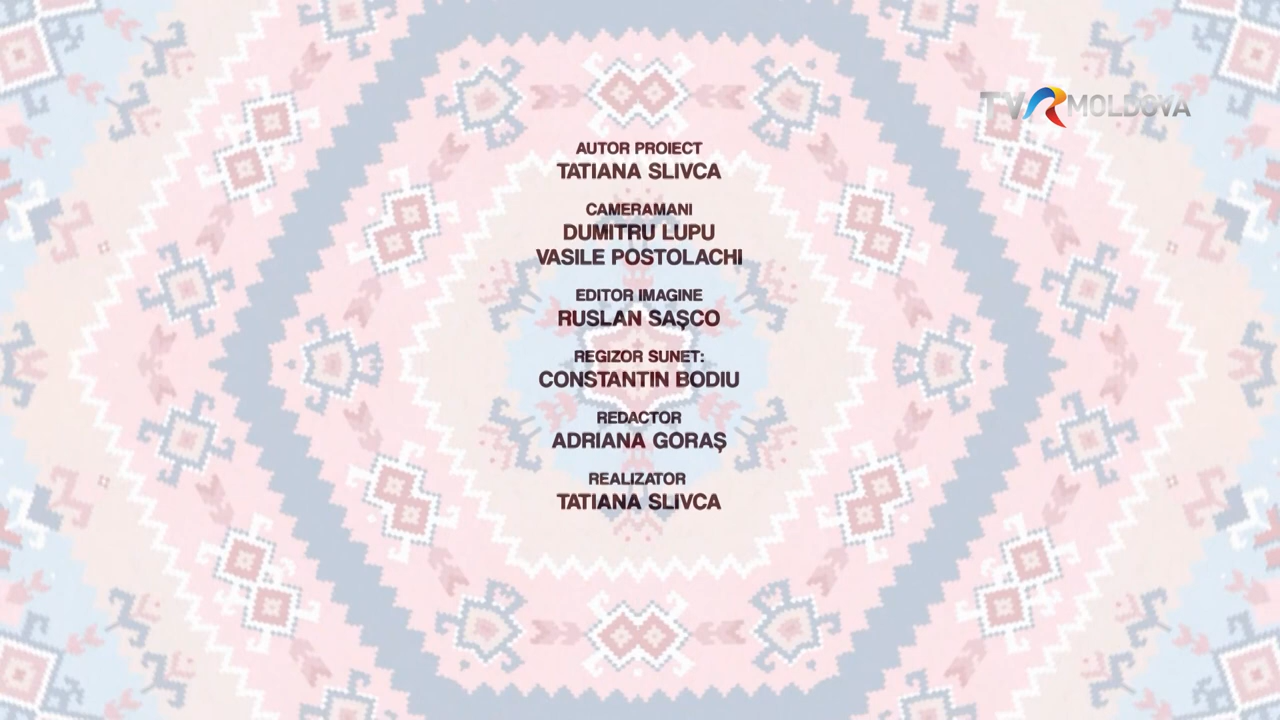 TVR MOLDOVA
AUTOR PROIECT
TATIANA SLIVCA
CAMERAMANI
DUMITRU LUPU
VASILE POSTOLACHI
EDITOR IMAGINE
RUSLAN SAȘCO
REGIZOR SUNET:
CONSTANTIN BODIU
REDACTOR
ADRIANA GORAȘ
REALIZATOR
TATIANA SLIVCA